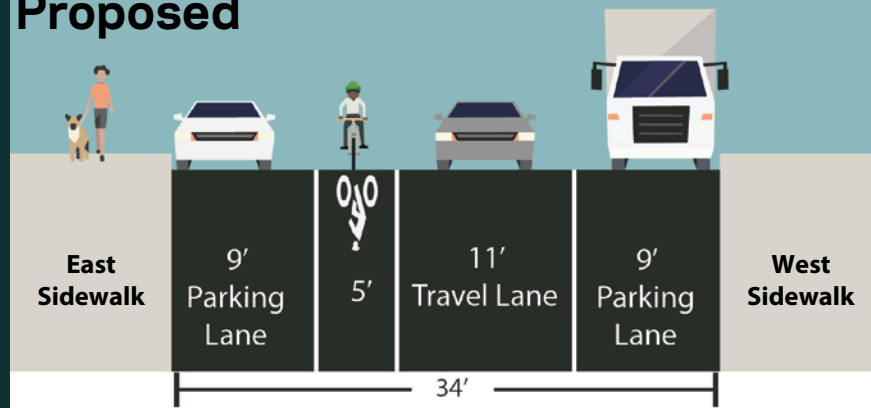 Proposed
East
Sidewalk
9'
Parking
Lane
5'
11'
Travel Lane
9'
Parking
Lane
West
Sidewalk
34'